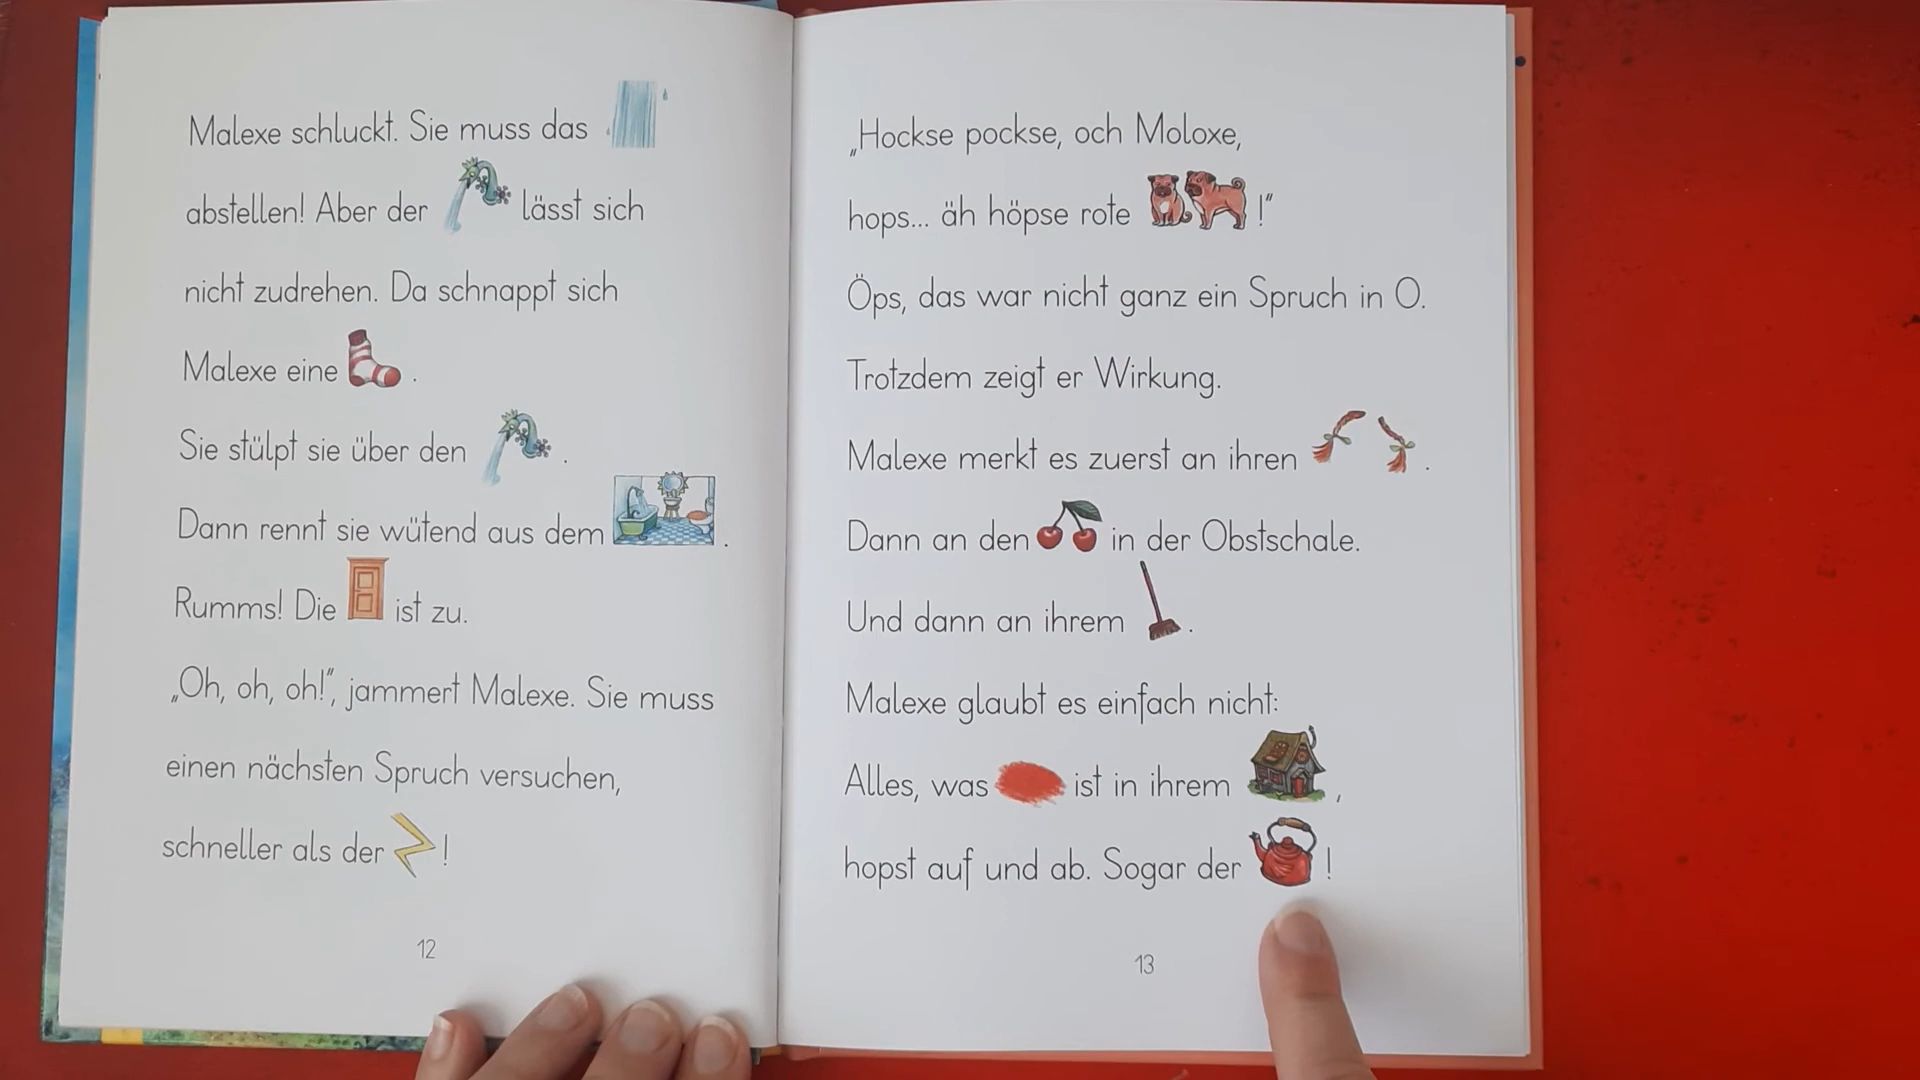 Malexe schluckt. Sie muss das
abstellen! Aber der lässt sich
nicht zudrehen. Da schnappt sich
Malexe eine .
Sie stülpt sie über den .
Dann rennt sie wütend aus dem .
Rumms! Die ist zu.
„Oh, oh, oh!”, jammert Malexe. Sie muss
einen nächsten Spruch versuchen,
schneller als der !
12
„Hockse pockse, och Moloxe,
hops... äh höpse rote !”
Öps, das war nicht ganz ein Spruch in O.
Trotzdem zeigt er Wirkung.
Malexe merkt es zuerst an ihren .
Dann an den in der Obstschale.
Und dann an ihrem .
Malexe glaubt es einfach nicht:
Alles, was ist in ihrem ,
hopst auf und ab. Sogar der !
13